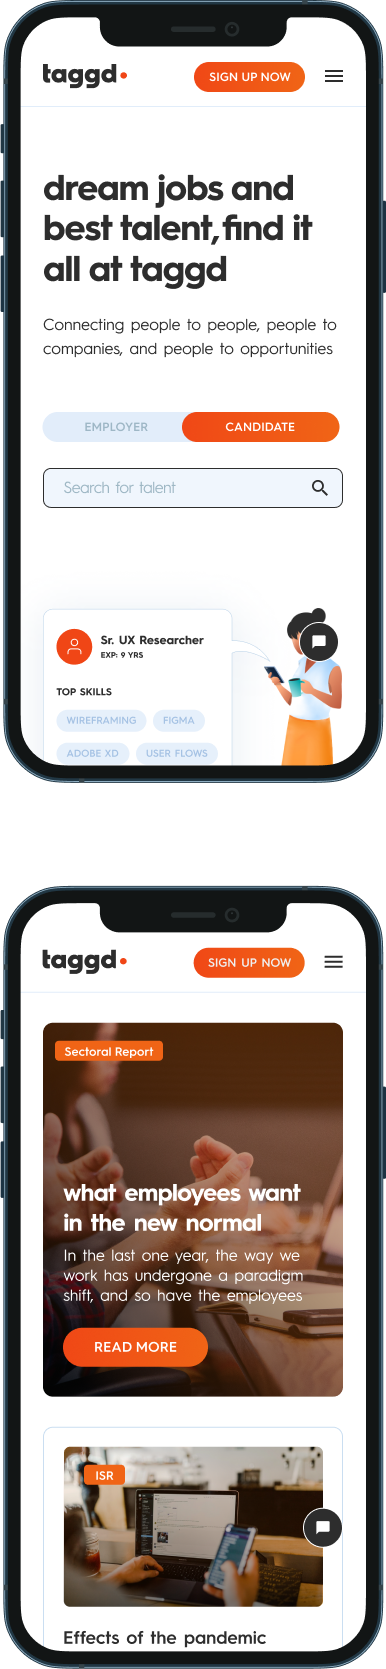 taggd
SIGN UP NOW
dream jobs and
best talent, find it
all at taggd
Connecting people to people, people to
companies, and people to opportunities
EMPLOYER
CANDIDATE
Search for talent
Sr. UX Researcher
EXP: 9 YRS
TOP SKILLS
WIREFRAMING
FIGMA
ADOBE XD
USER FLOWS
taggd
SIGN UP NOW
Sectoral Report
what employees want
in the new normal
In the last one year, the way we
work has undergone a paradigm
shift, and so have the employees
READ MORE
ISR
Effects of the pandemic